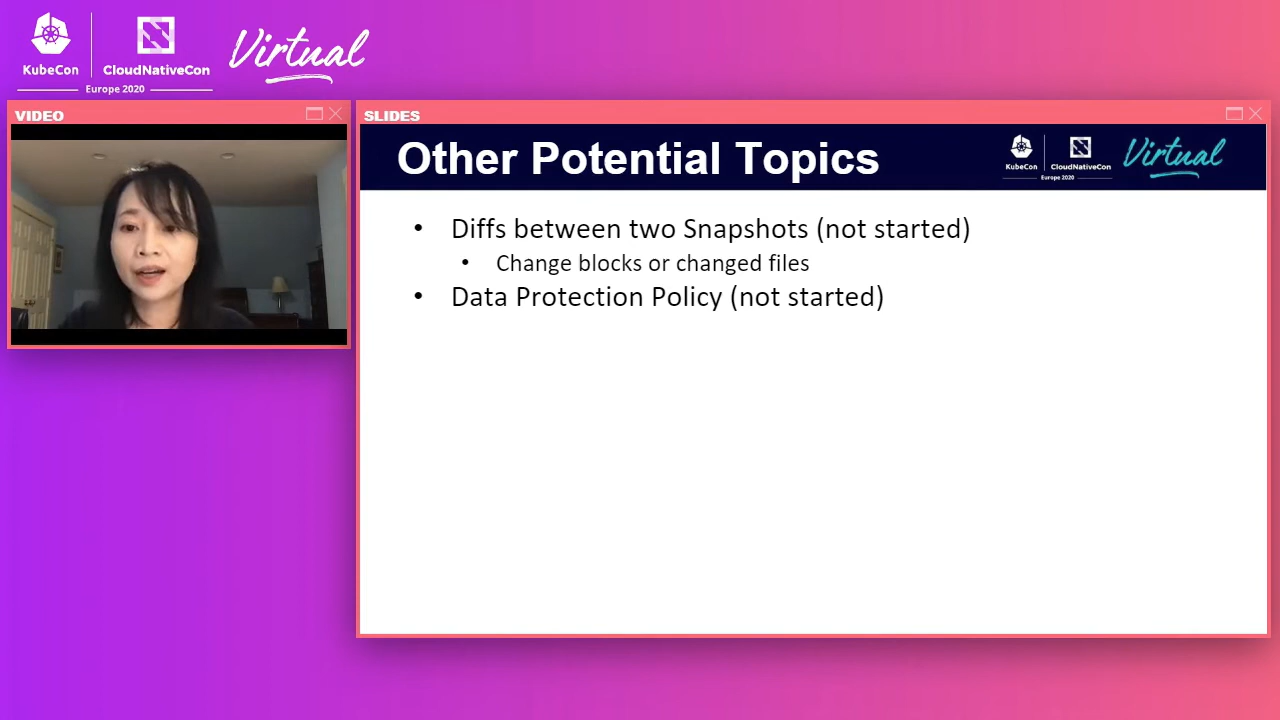 KubeCon
CloudNativeCon
Europe 2020
Virtual
VIDEO
SLIDES
Other Potential Topics
KubeCon
CloudNativeCon
Europe 2020
Virtual
• Diffs between two Snapshots (not started)
• Change blocks or changed files
• Data Protection Policy (not started)